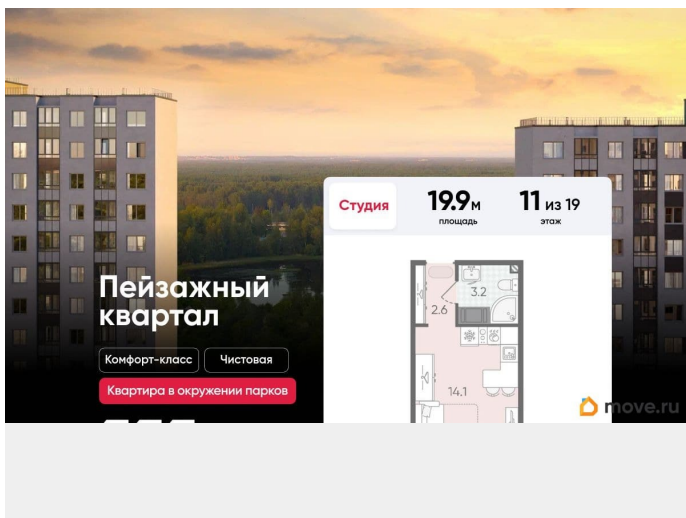 Студия
19.9 м
площадь
11 из 19
этаж
Пейзажный
квартал
Комфорт-класс
Чистовая
Квартира в окружении парков
3.2
2.6
14.1
move.ru